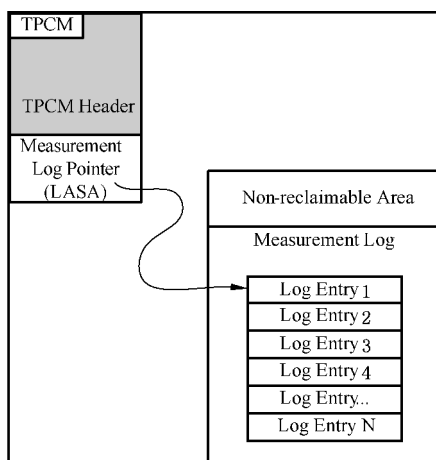 TPCM
TPCM Header
Measurement
Log Pointer
(LASA)
Non-reclaimable Area
Measurement Log
Log Entry 1
Log Entry 2
Log Entry 3
Log Entry 4
Log Entry...
Log Entry N